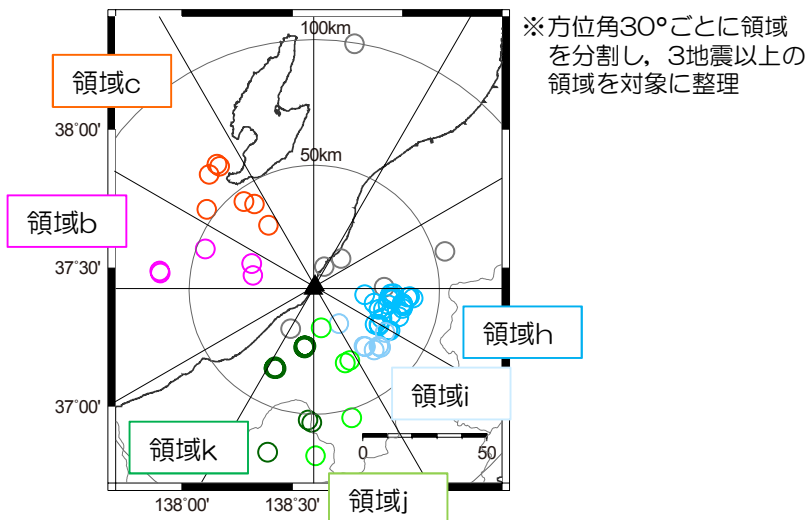 ※方位角30°ごとに領域
を分割し，3地震以上の
領域を対象に整理
100km
領域c
38°00'
50km
領域b
37°30'
領域h
領域i
37°00'
領域k
0
50
領域j
138°00'
138°30'